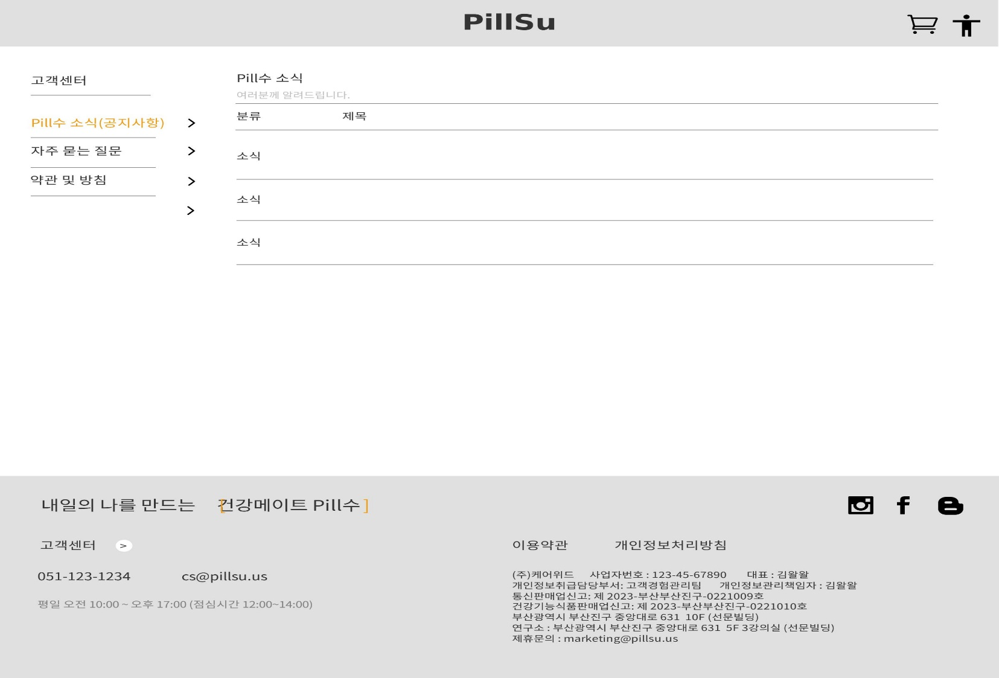 PillSu
고객센터
Pill수 소식(공지사항) >
자주 묻는 질문 >
약관 및 방침 >
>
Pill수 소식
여러분께 알려드립니다.
분류 제목
소식
소식
소식
내일의 나를 만드는 [건강메이트 Pill수]
고객센터 >
051-123-1234 cs@pillsu.us
평일 오전 10:00 ~ 오후 17:00 (점심시간 12:00~14:00)
이용약관 개인정보처리방침
(주)케어위드 사업자번호 : 123-45-67890 대표 : 김왈왈
개인정보취급담당부서: 고객경험관리팀 개인정보관리책임자 : 김왈왈
통신판매업신고: 제 2023-부산부산진구-0221009호
건강기능식품판매업신고: 제 2023-부산부산진구-0221010호
부산광역시 부산진구 중앙대로 631 10F (선문빌딩)
연구소 : 부산광역시 부산진구 중앙대로 631 5F 3강의실 (선문빌딩)
제휴문의 : marketing@pillsu.us